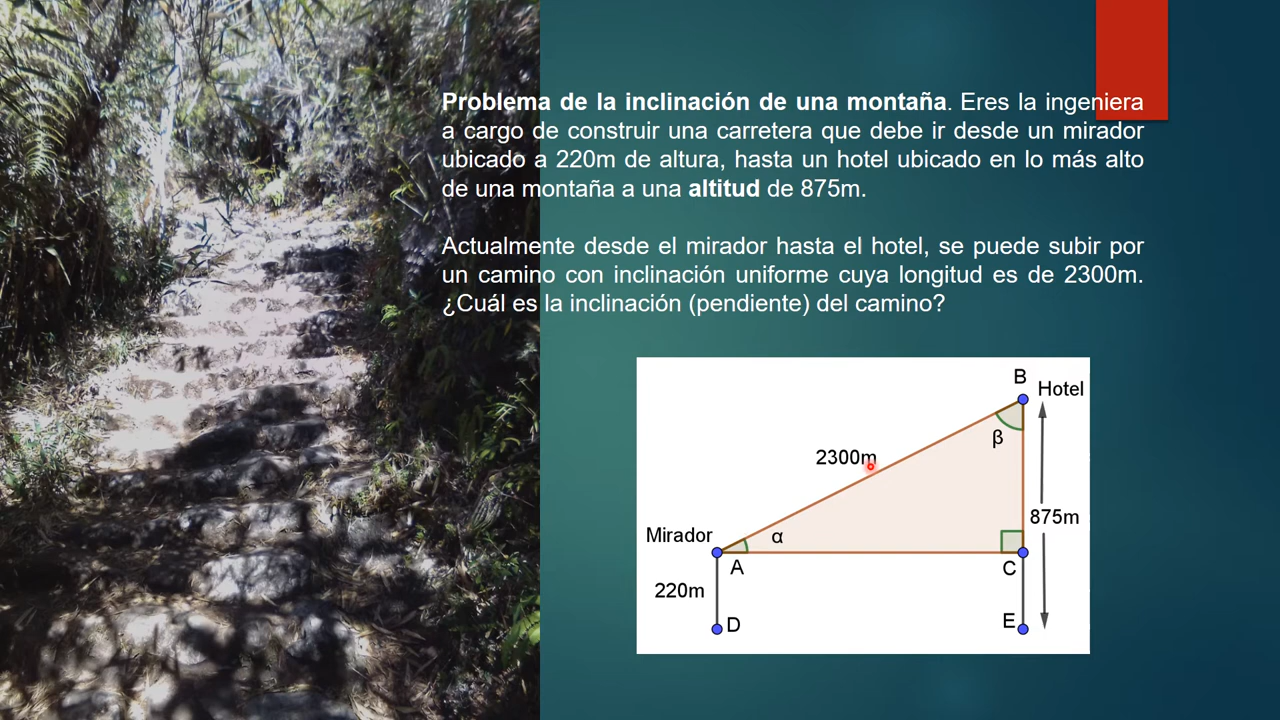 Problema de la inclinación de una montaña. Eres la ingeniera
a cargo de construir una carretera que debe ir desde un mirador
ubicado a 220m de altura, hasta un hotel ubicado en lo más alto
de una montaña a una altitud de 875m.
Actualmente desde el mirador hasta el hotel, se puede subir por
un camino con inclinación uniforme cuya longitud es de 2300m.
¿Cuál es la inclinación (pendiente) del camino?
B
Hotel
β
2300m
875m
Mirador
α
A
C
220m
D
E